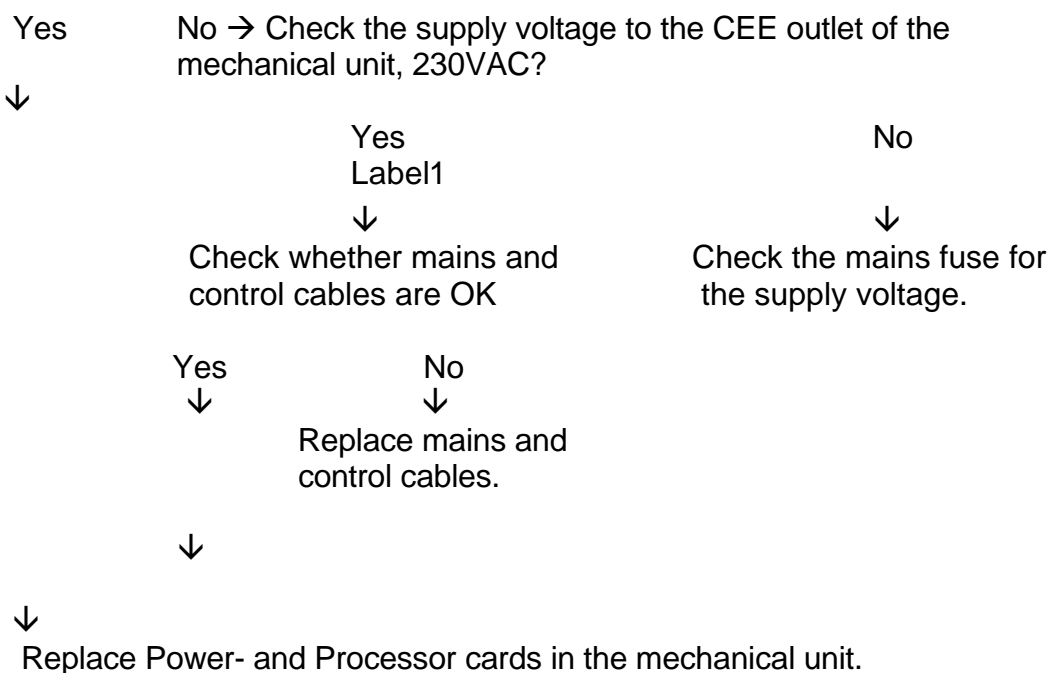 Yes No → Check the supply voltage to the CEE outlet of the
mechanical unit, 230VAC?
↓
Yes No
Label1
↓ ↓
Check whether mains and Check the mains fuse for
control cables are OK the supply voltage.
Yes No
↓ ↓
Replace mains and
control cables.
↓
↓
Replace Power- and Processor cards in the mechanical unit.